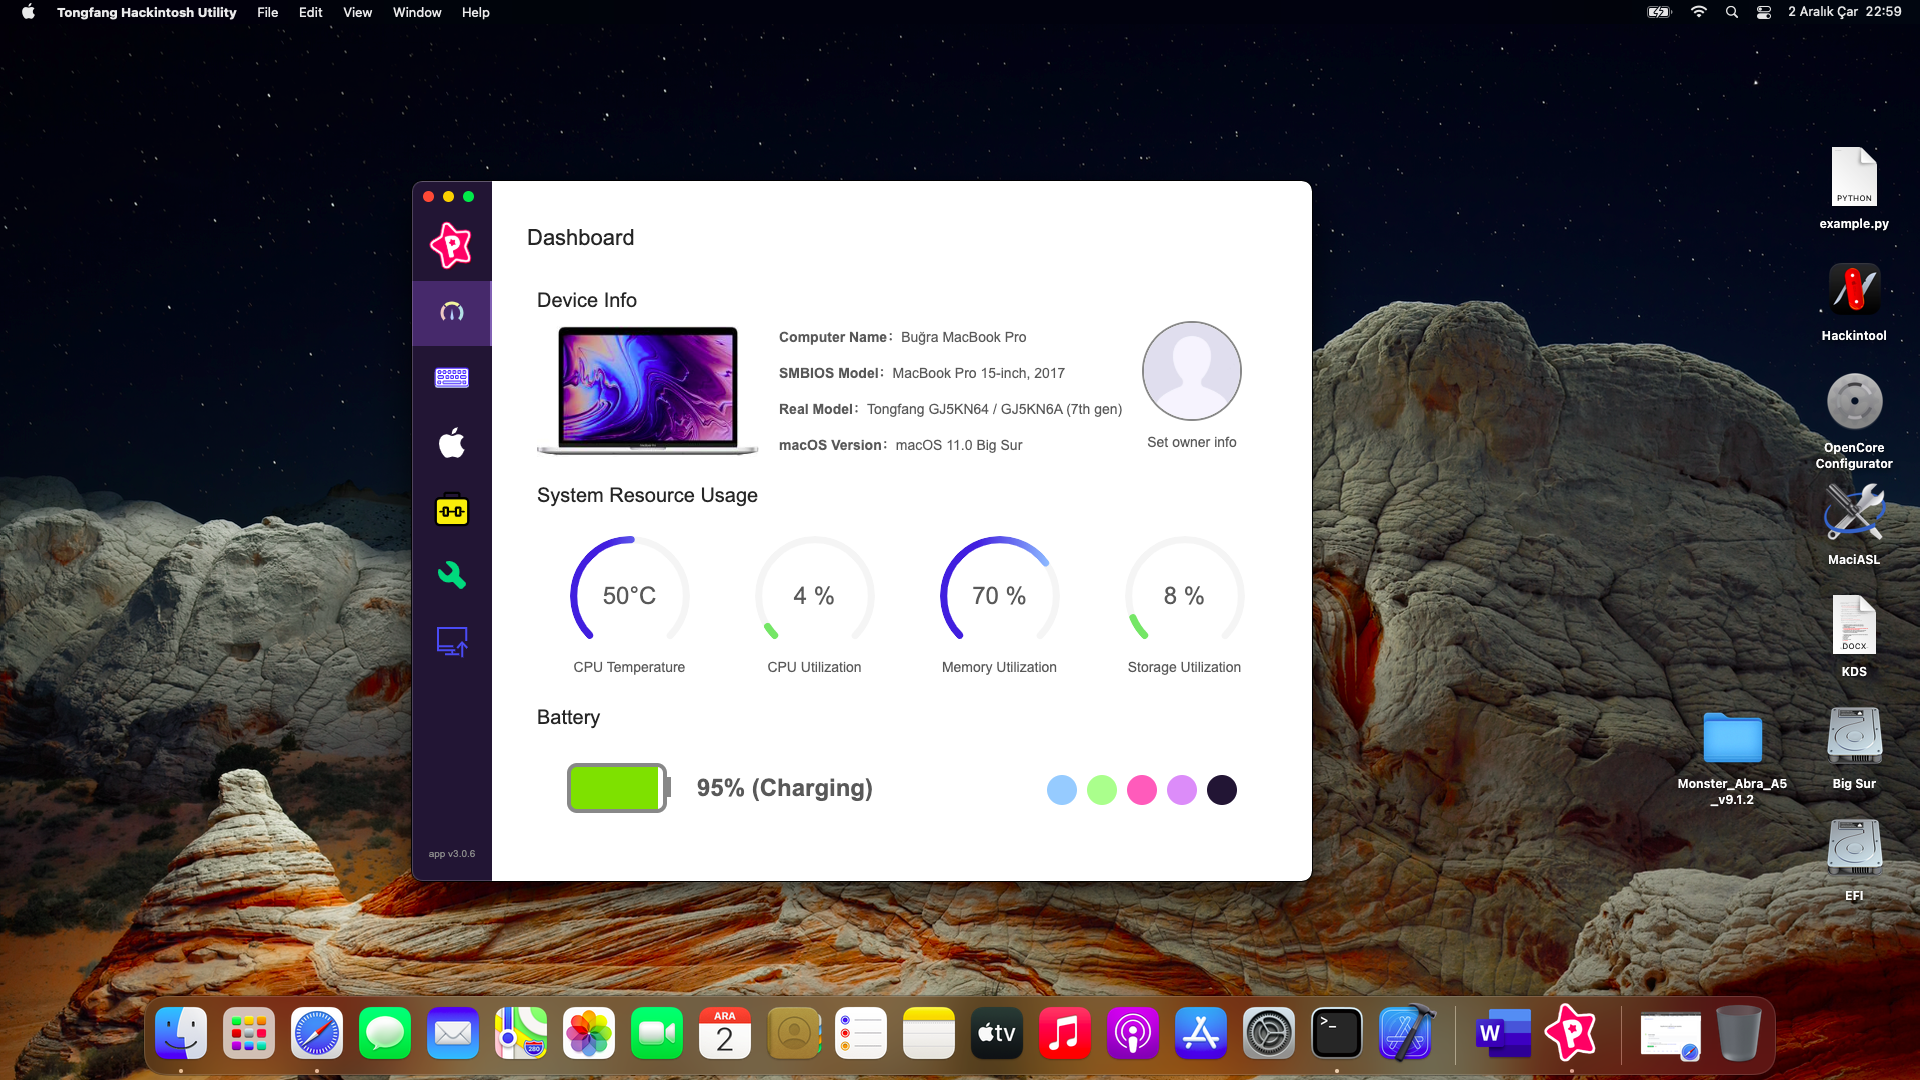 Tongfang Hackintosh Utility File Edit View Window Help
2 Aralık Çar 22:59
Dashboard
Device Info
Computer Name: Buğra MacBook Pro
SMBIOS Model: MacBook Pro 15-inch, 2017
Real Model: Tongfang GJ5KN64 / GJ5KN6A (7th gen)
macOS Version: macOS 11.0 Big Sur
Set owner info
System Resource Usage
50°C
4 %
70 %
8 %
CPU Temperature
CPU Utilization
Memory Utilization
Storage Utilization
Battery
95% (Charging)
app v3.0.6
PYTHON
example.py
Hackintool
OpenCore
Configurator
MaciASL
DOCX
KDS
Monster_Abra_A5
_v9.1.2
Big Sur
EFI
280
ARA
2
tv
>_
W
P